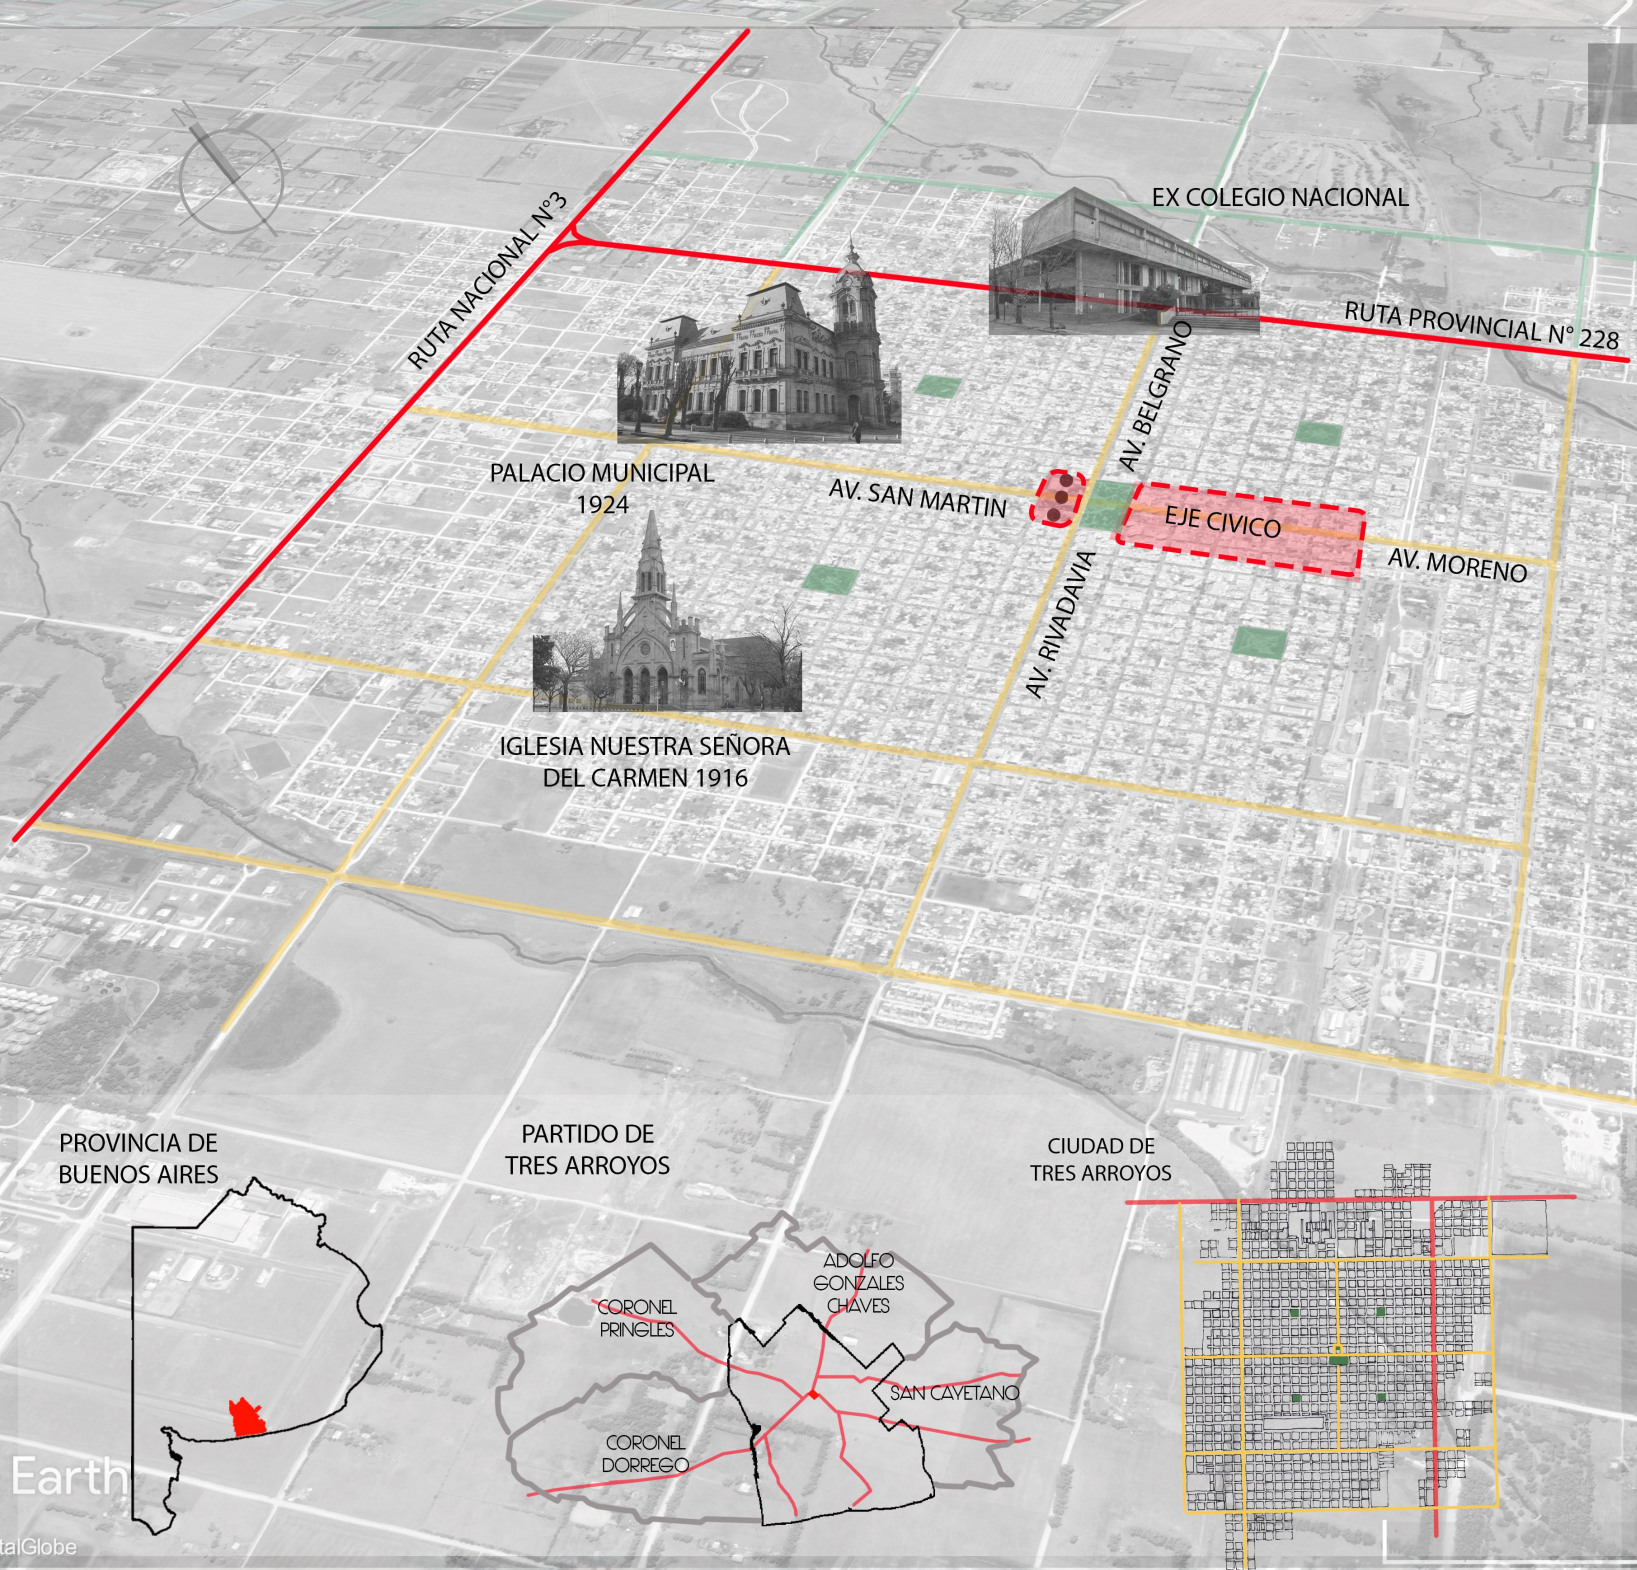 EX COLEGIO NACIONAL
RUTA NACIONAL N°3
RUTA PROVINCIAL N° 228
AV. BELGRANO
PALACIO MUNICIPAL
1924
AV. SAN MARTIN
EJE CIVICO
AV. MORENO
AV. RIVADAVIA
IGLESIA NUESTRA SEÑORA
DEL CARMEN 1916
PROVINCIA DE
BUENOS AIRES
PARTIDO DE
TRES ARROYOS
CIUDAD DE
TRES ARROYOS
ADOLFO
GONZALES
CHAVES
CORONEL
PRINGLES
SAN CAYETANO
CORONEL
DORREGO
Earth
talGlobe